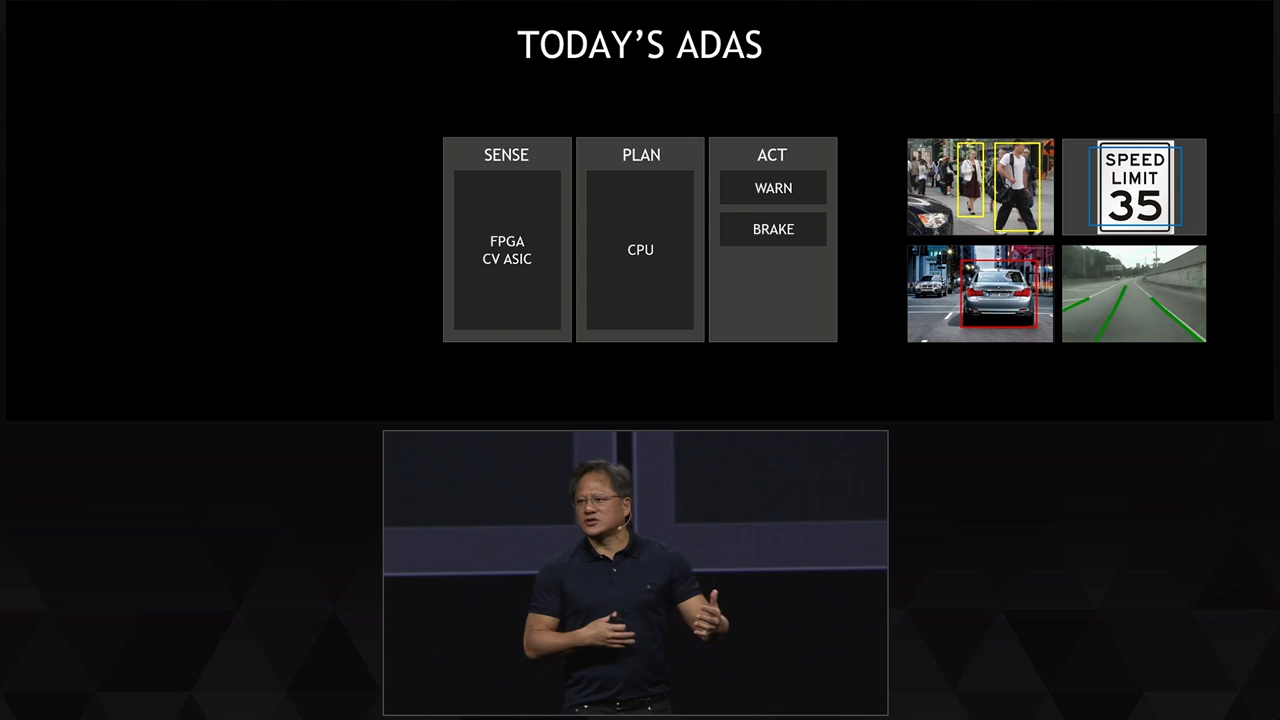 TODAY'S ADAS
SENSE
FPGA
CV ASIC
PLAN
CPU
ACT
WARN
BRAKE
SPEED
LIMIT
35